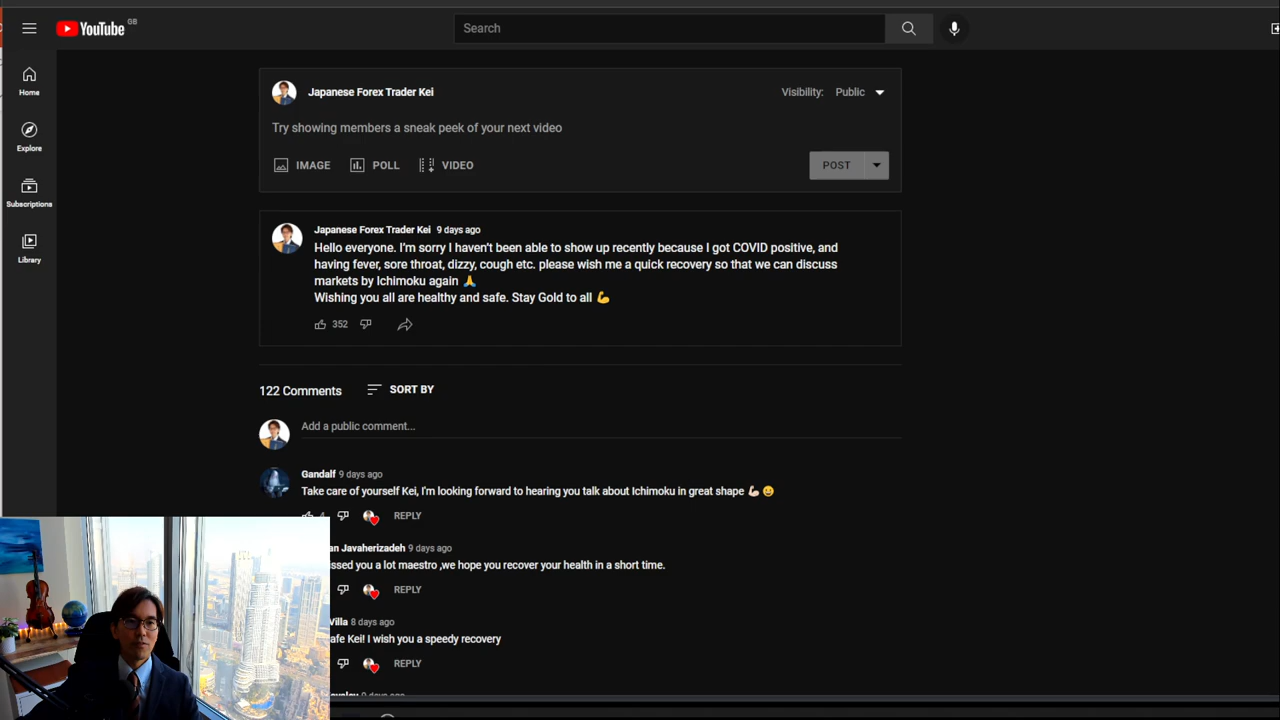 YouTube GB
Search
Home
Explore
Subscriptions
Library
Japanese Forex Trader Kei
Visibility: Public
Try showing members a sneak peek of your next video
IMAGE POLL VIDEO
POST
Japanese Forex Trader Kei 9 days ago
Hello everyone. I'm sorry I haven't been able to show up recently because I got COVID positive, and
having fever, sore throat, dizzy, cough etc. please wish me a quick recovery so that we can discuss
markets by Ichimoku again 🙏
Wishing you all are healthy and safe. Stay Gold to all 💪
352
122 Comments SORT BY
Add a public comment...
Gandalf 9 days ago
Take care of yourself Kei, I'm looking forward to hearing you talk about Ichimoku in great shape 💪🏻 😀
4 REPLY
an Javaherizadeh 9 days ago
ssed you a lot maestro ,we hope you recover your health in a short time.
REPLY
Villa 8 days ago
afe Kei! I wish you a speedy recovery
REPLY
9 days ago